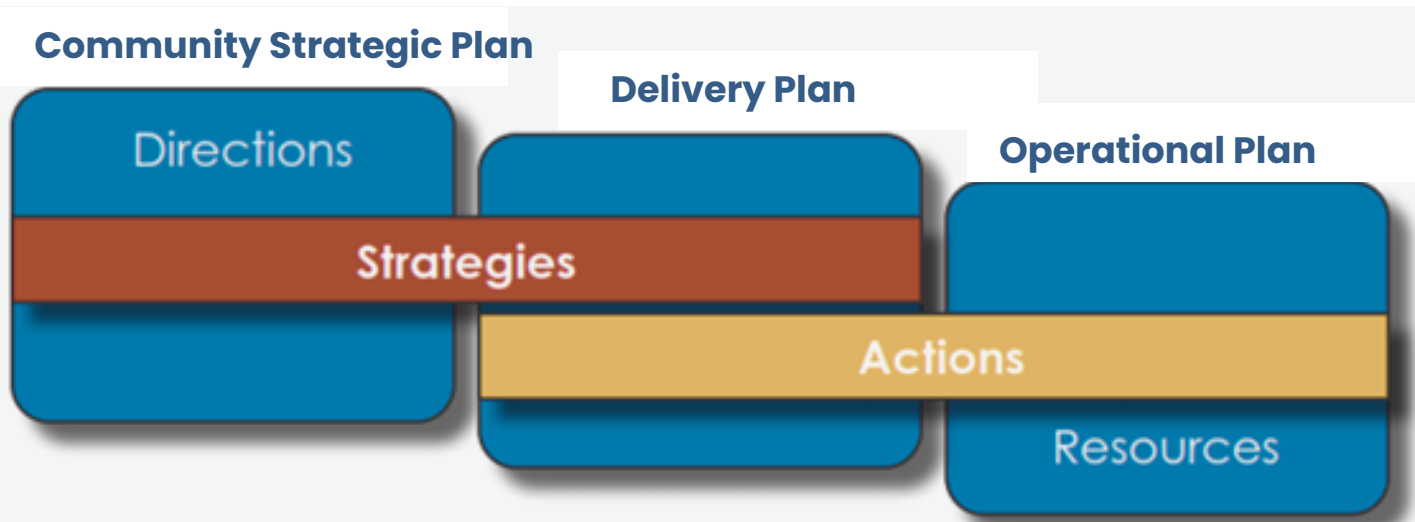 Community Strategic Plan
Delivery Plan
Operational Plan
Directions
Strategies
Actions
Resources